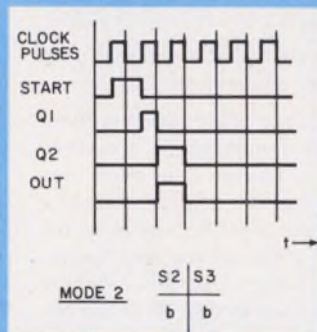 CLOCK
PULSES
START
Q1
Q2
OUT
t
MODE 2
S2 S3
b b